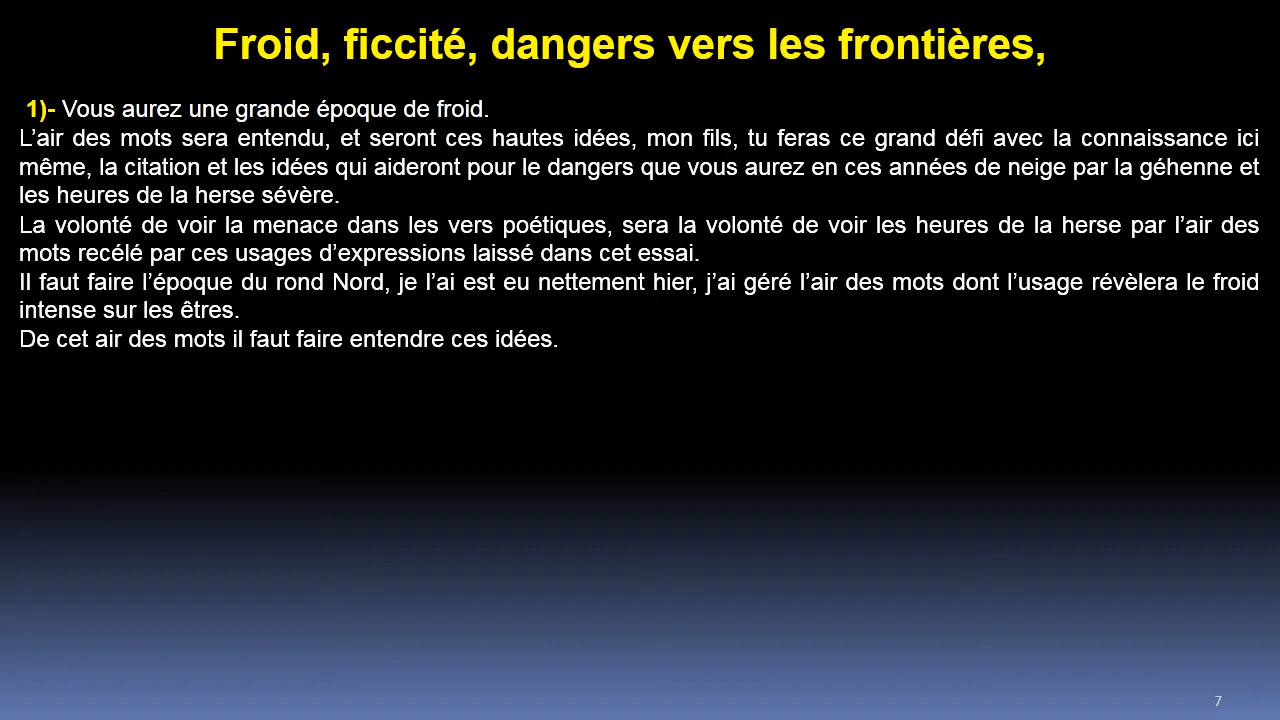 Froid, ficcité, dangers vers les frontières,
1)- Vous aurez une grande époque de froid.
L’air des mots sera entendu, et seront ces hautes idées, mon fils, tu feras ce grand défi avec la connaissance ici
même, la citation et les idées qui aideront pour le dangers que vous aurez en ces années de neige par la géhenne et
les heures de la herse sévère.
La volonté de voir la menace dans les vers poétiques, sera la volonté de voir les heures de la herse par l’air des
mots recélé par ces usages d’expressions laissé dans cet essai.
Il faut faire l’époque du rond Nord, je l’ai est eu nettement hier, j’ai géré l’air des mots dont l’usage révèlera le froid
intense sur les êtres.
De cet air des mots il faut faire entendre ces idées.
7